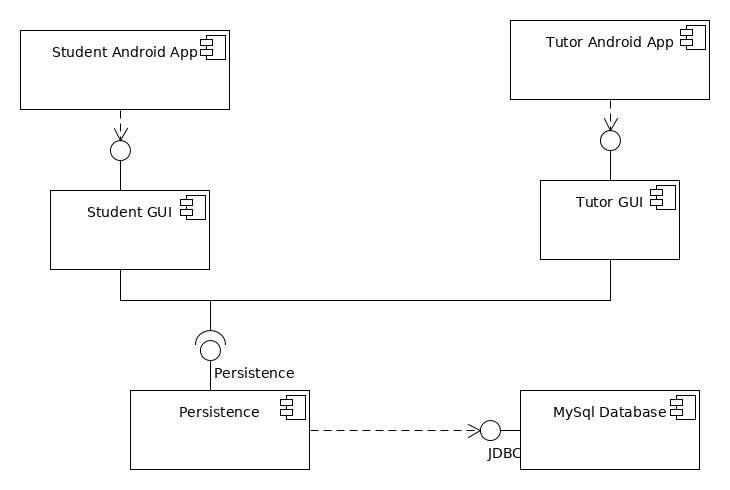 Student Android App
Tutor Android App
Student GUI
Tutor GUI
Persistence
Persistence
MySql Database
JDBC